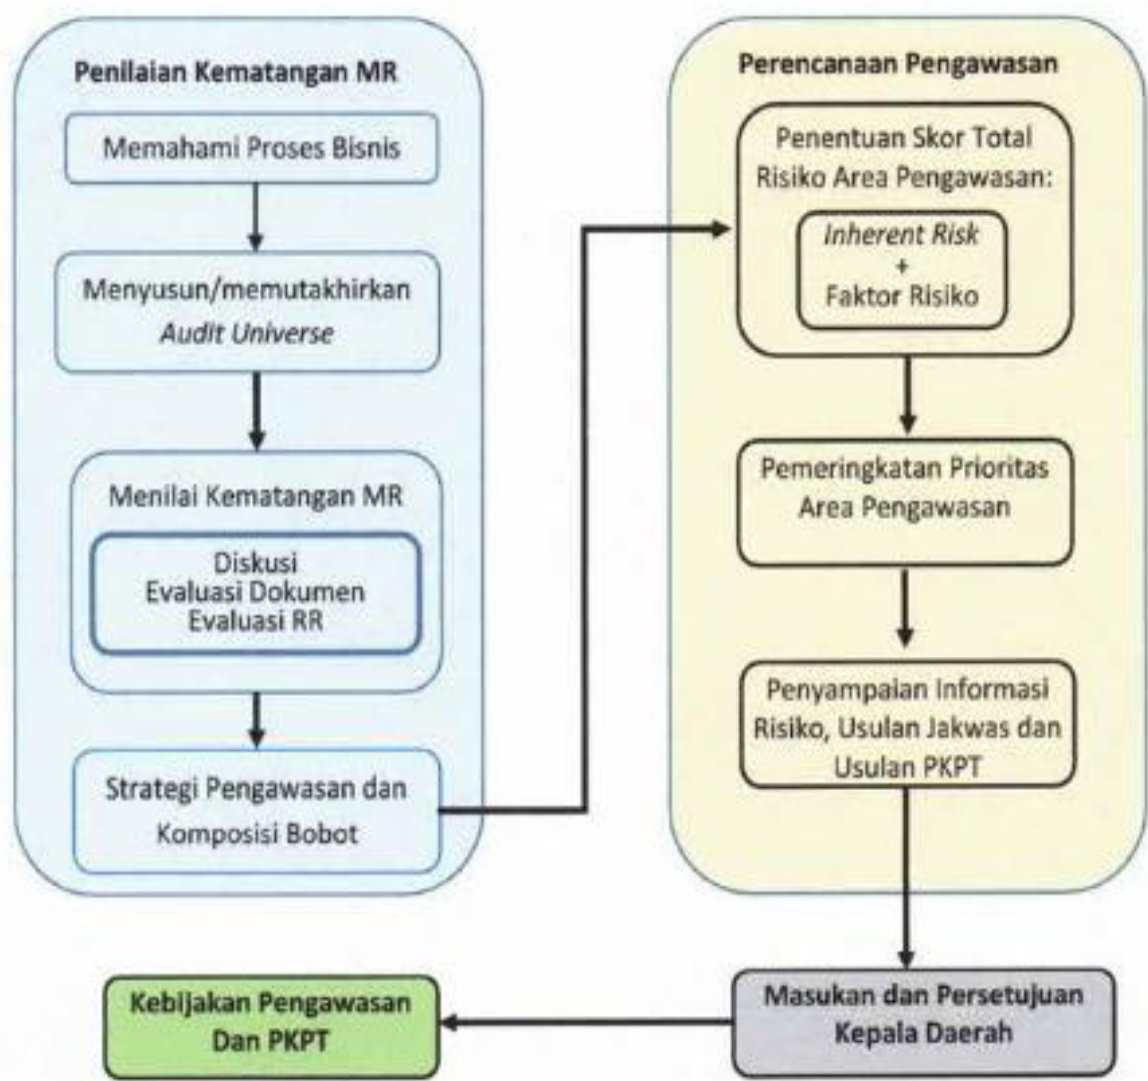 Penilaian Kematangan MR
Memahami Proses Bisnis
Menyusun/memutakhirkan
Audit Universe
Menilai Kematangan MR
Diskusi
Evaluasi Dokumen
Evaluasi RR
Strategi Pengawasan dan
Komposisi Bobot
Perencanaan Pengawasan
Penentuan Skor Total
Risiko Area Pengawasan:
Inherent Risk
+
Faktor Risiko
Pemeringkatan Prioritas
Area Pengawasan
Penyampaian Informasi
Risiko, Usulan Jakwas dan
Usulan PKPT
Masukan dan Persetujuan
Kepala Daerah
Kebijakan Pengawasan
Dan PKPT